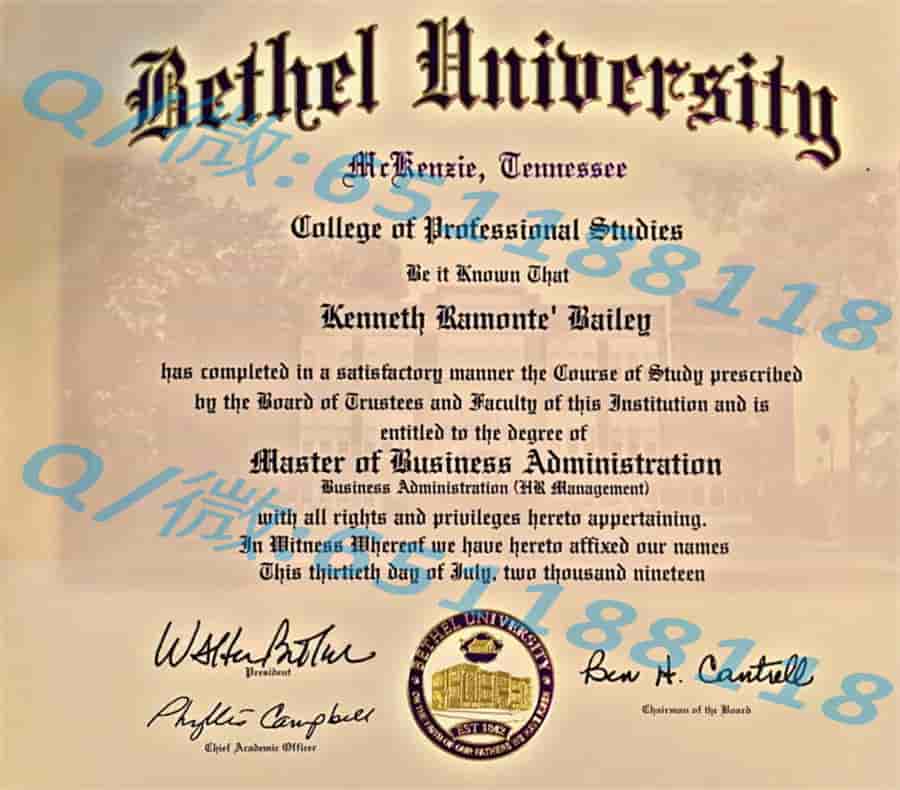 Bethel University
McKenzie, Tennessee
College of Professional Studies
Be it Known That
Kenneth Ramonte' Bailey
has completed in a satisfactory manner the Course of Study prescribed
by the Board of Trustees and Faculty of this Institution and is
entitled to the degree of
Master of Business Administration
Business Administration (HR Management)
with all rights and privileges hereto appertaining.
In Witness Whereof we have hereto affixed our names
This thirtieth day of July, two thousand nineteen
Walter Butler
President
Phyllis Campbell
Chief Academic Officer
BETHEL UNIVERSITY
EST 1842
Ben H. Cantrell
Chairman of the Board
Q/微:651188118
Q/微:651188118